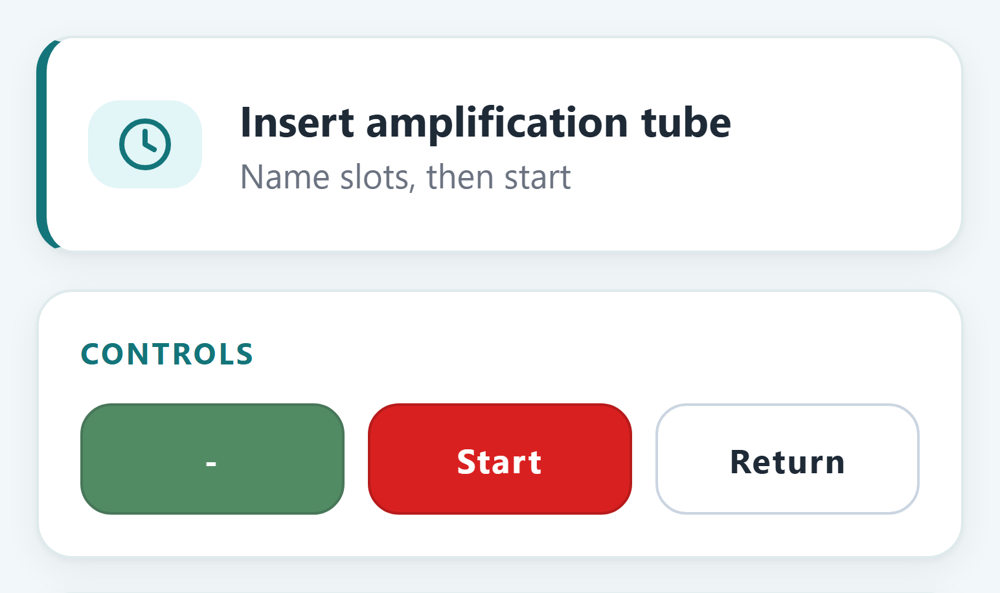 Insert amplification tube
Name slots, then start
CONTROLS
-
Start
Return